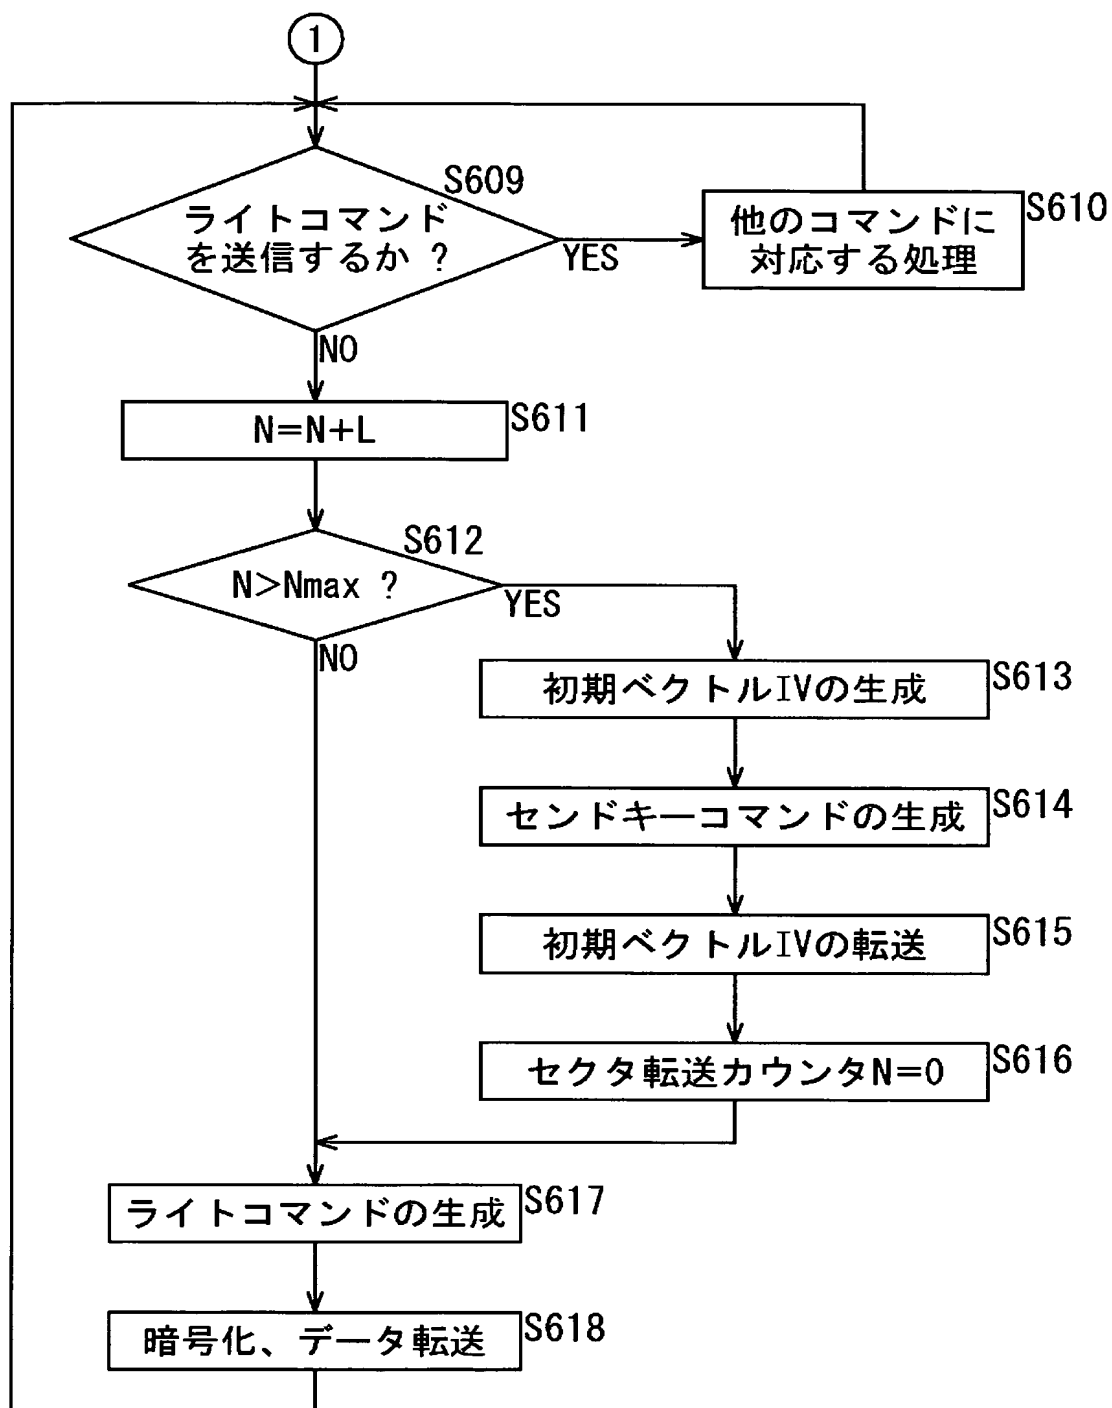 1
S609
ライトコマンド
を送信するか ?
YES
S610
他のコマンドに
対応する処理
NO
N=N+L
S611
S612
N>Nmax ?
YES
NO
初期ベクトルIVの生成
S613
センドキーコマンドの生成
S614
初期ベクトルIVの転送
S615
セクタ転送カウンタN=0
S616
ライトコマンドの生成
S617
暗号化、データ転送
S618